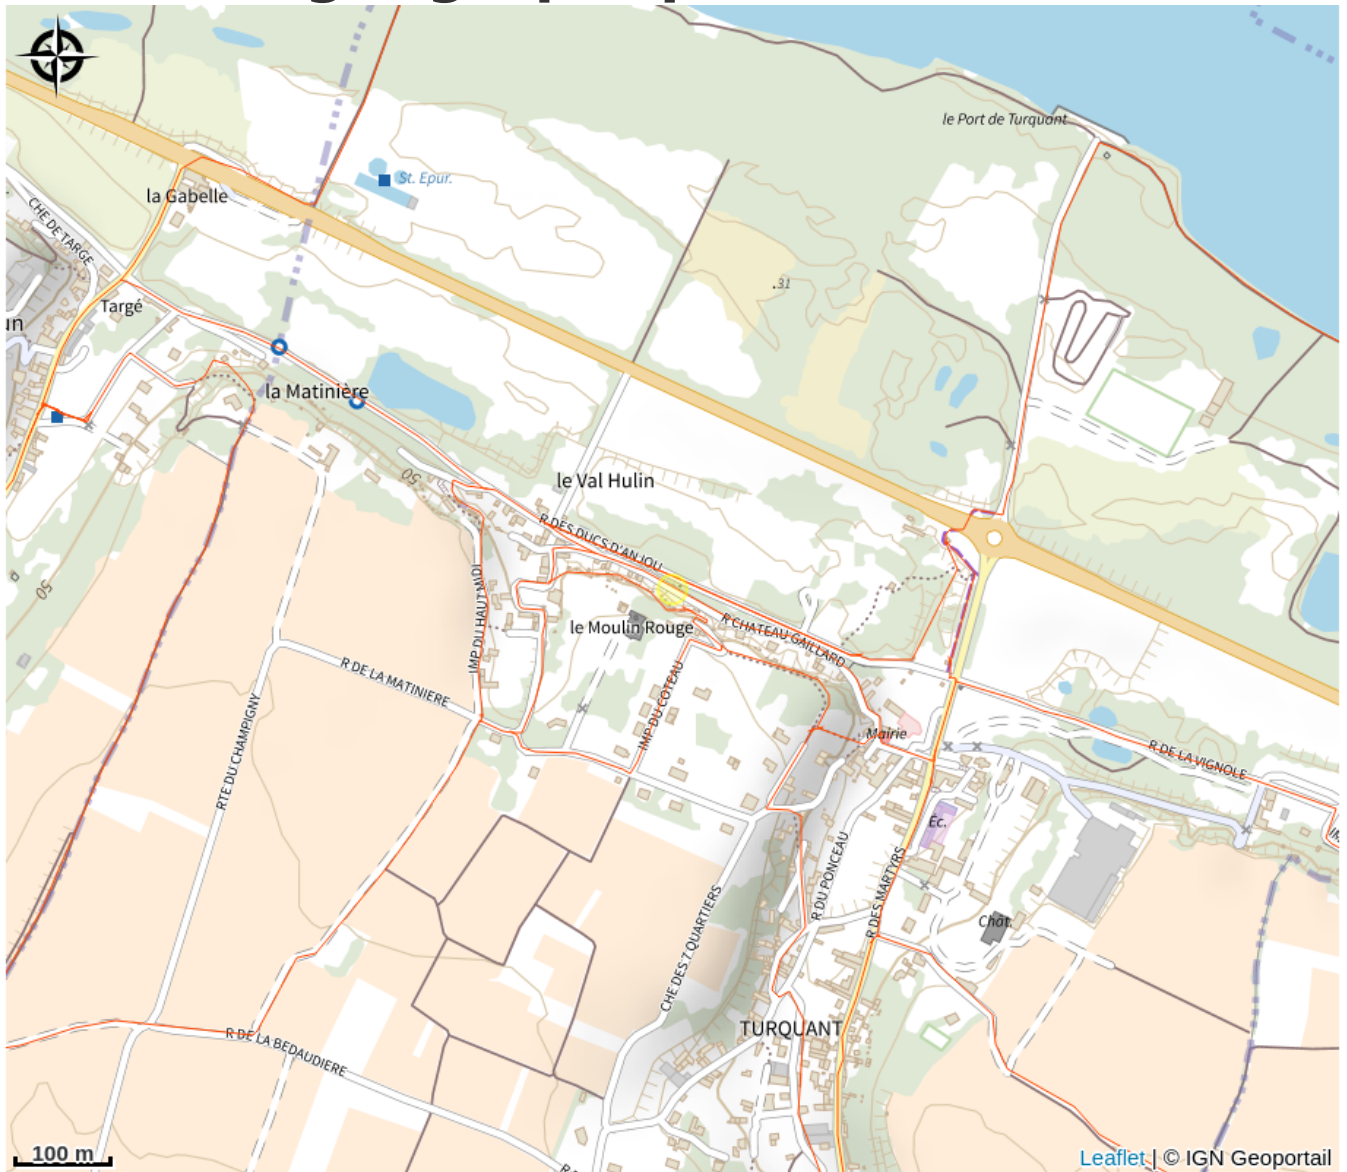 le Port de Turquant
St. Epur.
la Gabelle
CHE DE TARGE
.31
Targé
un
la Matinière
50
le Val Hulin
R DES DUCS D'ANJOU
50
IMP DU HAUT MIDI
le Moulin Rouge
R CHATEAU GAILLARD
R DE LA MATINIERE
IMP DU COTEAU
RTE DU CHAMPIGNY
Mairie
R DE LA VIGNOLE
Ec.
IM
R DU PONCEAU
R DES MARTYRS
Chât.
CHE DES 7 QUARTIERS
TURQUANT
R DE LA BEDAUDIERE
100 m
Leaflet | © IGN Geoportail